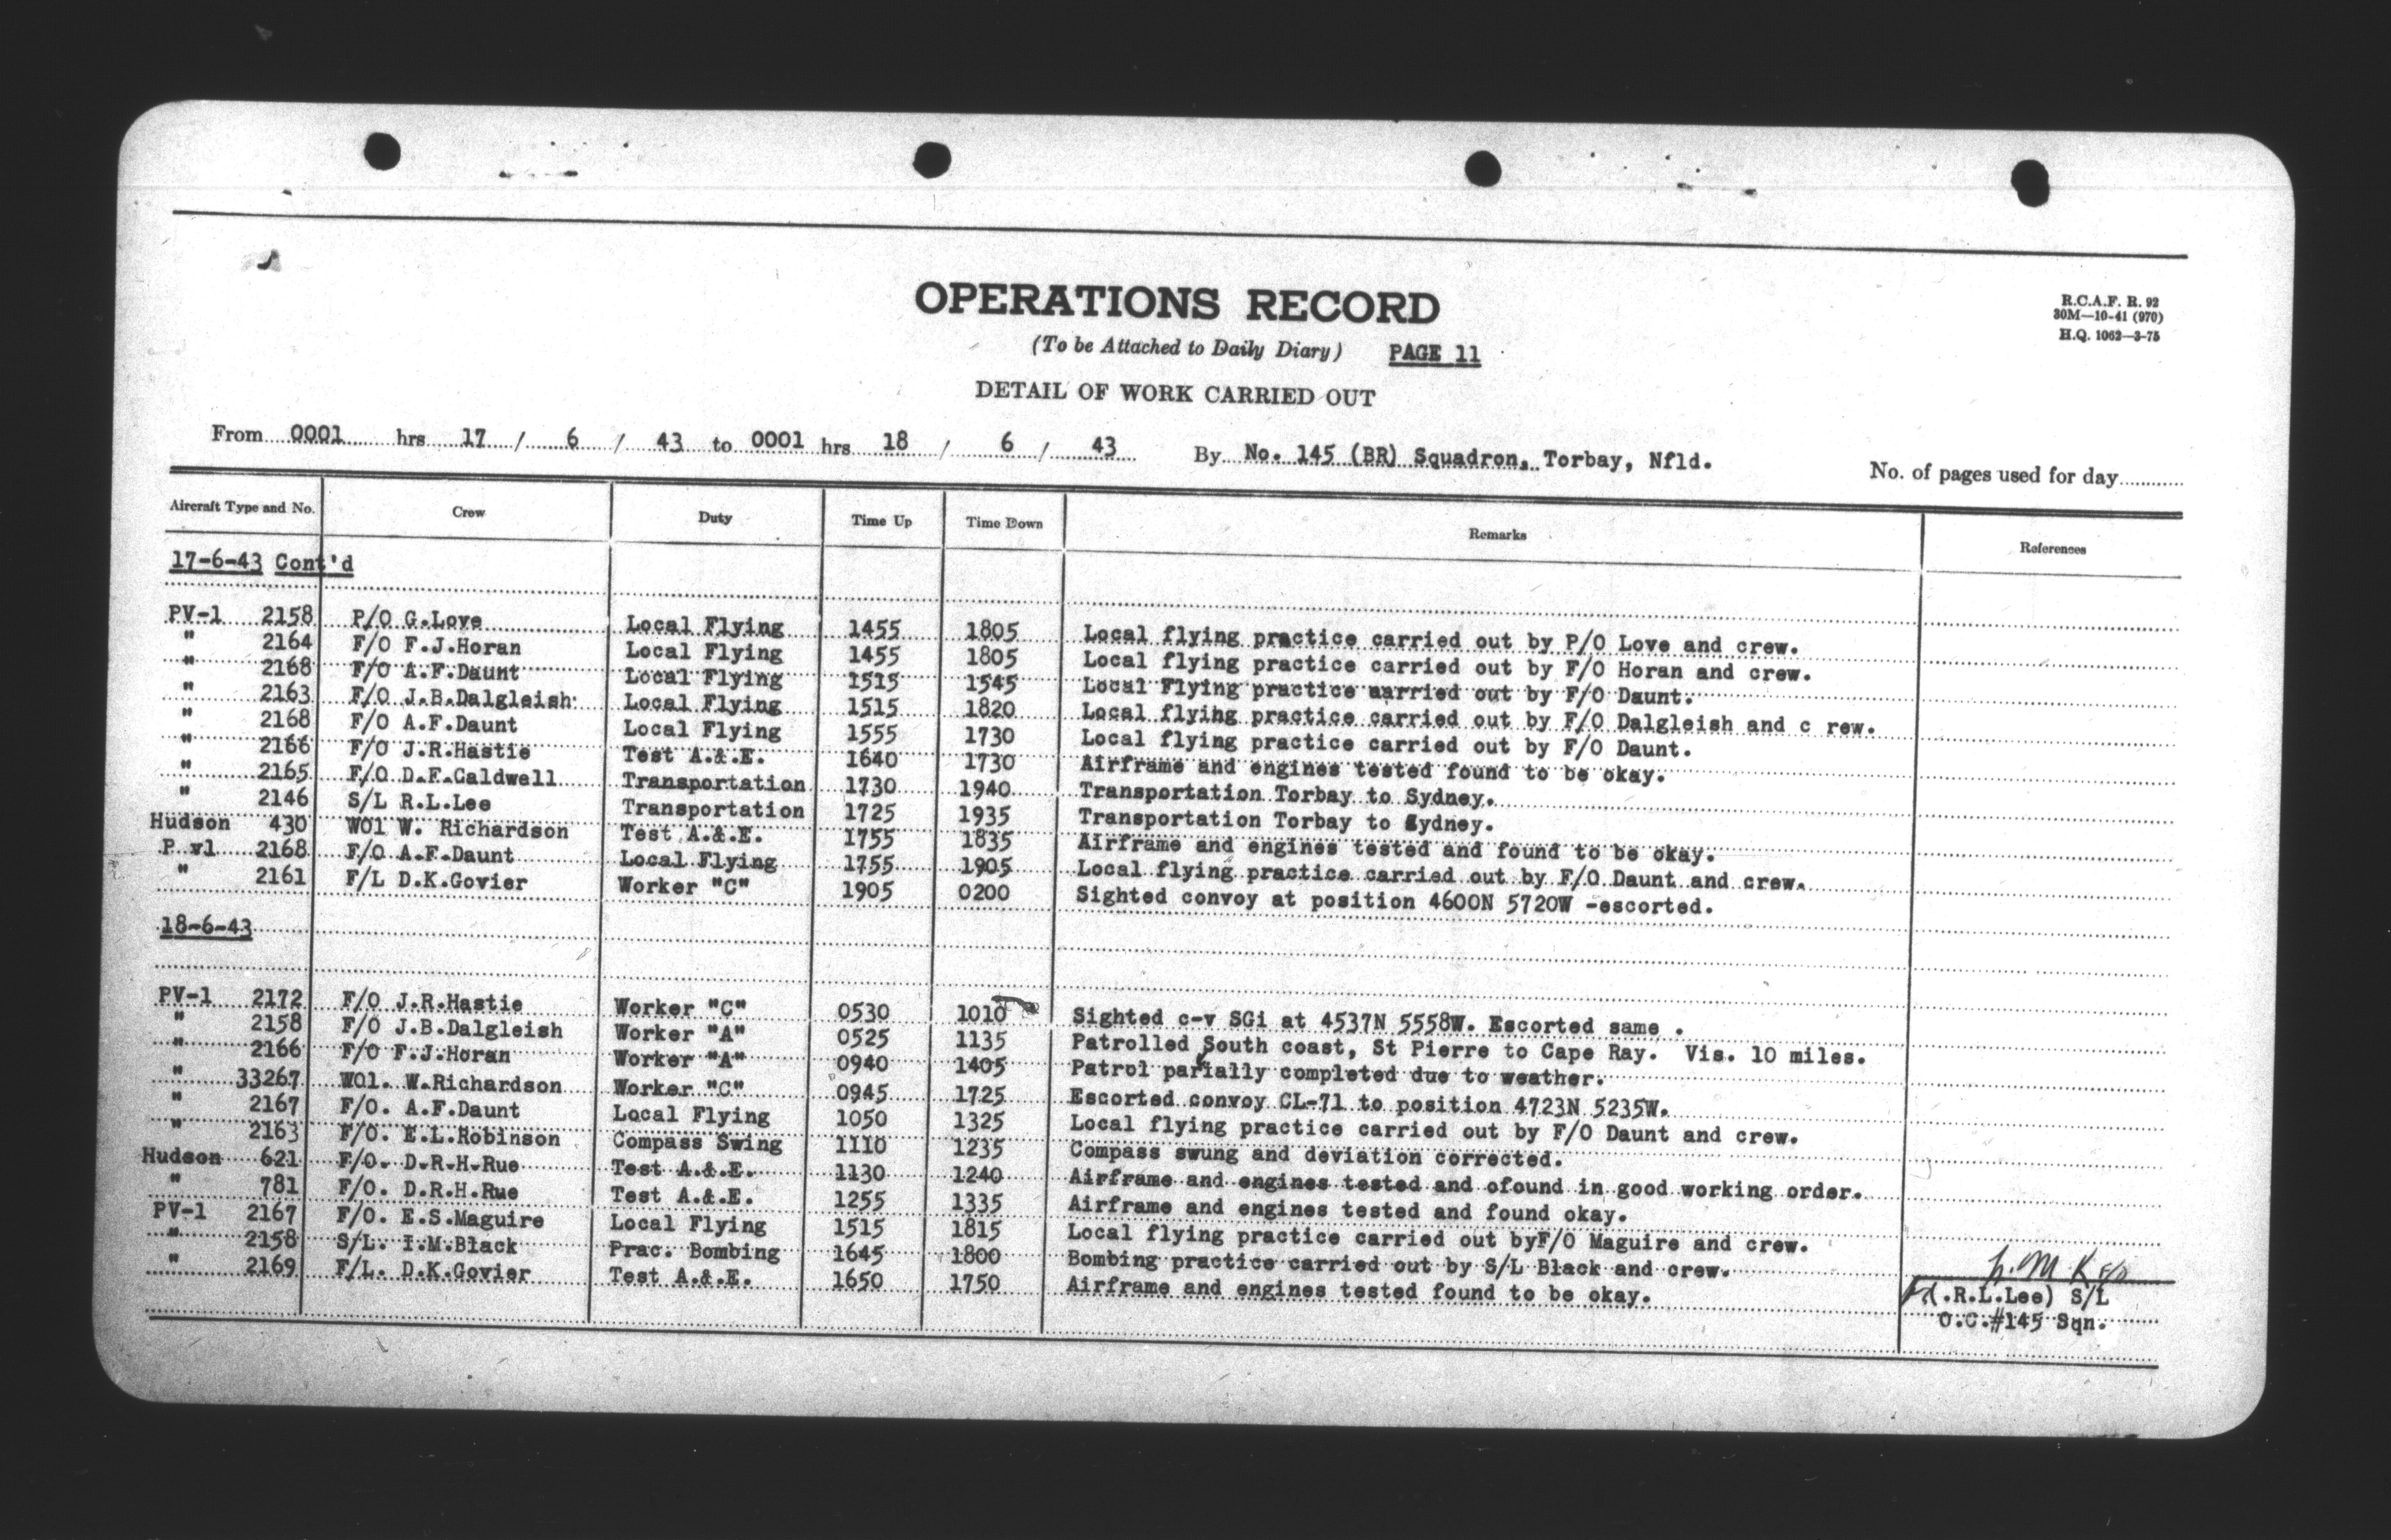 OPERATIONS RECORD
R.C.A.F. R. 92
30M—10-41 (970)
H.Q. 1062—3-75
(To be Attached to Daily Diary) PAGE 11
DETAIL OF WORK CARRIED OUT
From 0001 hrs 17 / 6 / 43 to 0001 hrs 18 / 6 / 43 By No. 145 (BR) Squadron, Torbay, Nfld. No. of pages used for day
Aircraft Type and No. Crew Duty Time Up Time Down Remarks References
17-6-43 Cont'd
PV-1 2158 P/O G.Love Local Flying 1455 1805 Local flying practice carried out by P/O Love and crew.
" 2164 F/O F.J.Horan Local Flying 1455 1805 Local flying practice carried out by F/O Horan and crew.
" 2168 F/O A.F.Daunt Local Flying 1515 1545 Local Flying practice aarried out by F/O Daunt.
" 2163 F/O J.B.Dalgleish Local Flying 1515 1820 Local flying practice carried out by F/O Dalgleish and c rew.
" 2168 F/O A.F.Daunt Local Flying 1555 1730 Local flying practice carried out by F/O Daunt.
" 2166 F/O J.R.Hastie Test A.&.E. 1640 1730 Airframe and engines tested found to be okay.
" 2165 F/O D.F.Caldwell Transportation 1730 1940 Transportation Torbay to Sydney.
" 2146 S/L R.L.Lee Transportation 1725 1935 Transportation Torbay to Sydney.
Hudson 430 WO1 W. Richardson Test A.&.E. 1755 1835 Airframe and engines tested and found to be okay.
P v1 2168 F/O A.F.Daunt Local Flying 1755 1905 Local flying practice carried out by F/O Daunt and crew.
" 2161 F/L D.K.Govier Worker "C" 1905 0200 Sighted convoy at position 4600N 5720W -escorted.
18-6-43
PV-1 2172 F/O J.R.Hastie Worker "C" 0530 1010 Sighted c-v SGi at 4537N 5558W. Escorted same .
" 2158 F/O J.B.Dalgleish Worker "A" 0525 1135 Patrolled South coast, St Pierre to Cape Ray. Vis. 10 miles.
" 2166 F/O F.J.Horan Worker "A" 0940 1405 Patrol partially completed due to weather.
" 33267 WO1. W.Richardson Worker "C" 0945 1725 Escorted convoy CL-71 to position 4723N 5235W.
" 2167 F/O. A.F.Daunt Local Flying 1050 1325 Local flying practice carried out by F/O Daunt and crew.
" 2163 F/O. E.L.Robinson Compass Swing 1110 1235 Compass swung and deviation corrected.
Hudson 621 F/O. D.R.H.Rue Test A.&.E. 1130 1240 Airframe and engines tested and ofound in good working order.
" 781 F/O. D.R.H.Rue Test A.&.E. 1255 1335 Airframe and engines tested and found okay.
PV-1 2167 F/O. E.S.Maguire Local Flying 1515 1815 Local flying practice carried out byF/O Maguire and crew.
" 2158 S/L. I.M.Black Prac. Bombing 1645 1800 Bombing practice carried out by S/L Black and crew.
" 2169 F/L. D.K.Govier Test A.&.E. 1650 1750 Airframe and engines tested found to be okay.
(.R.L.Lee) S/L
O.C.#145 Sqn.